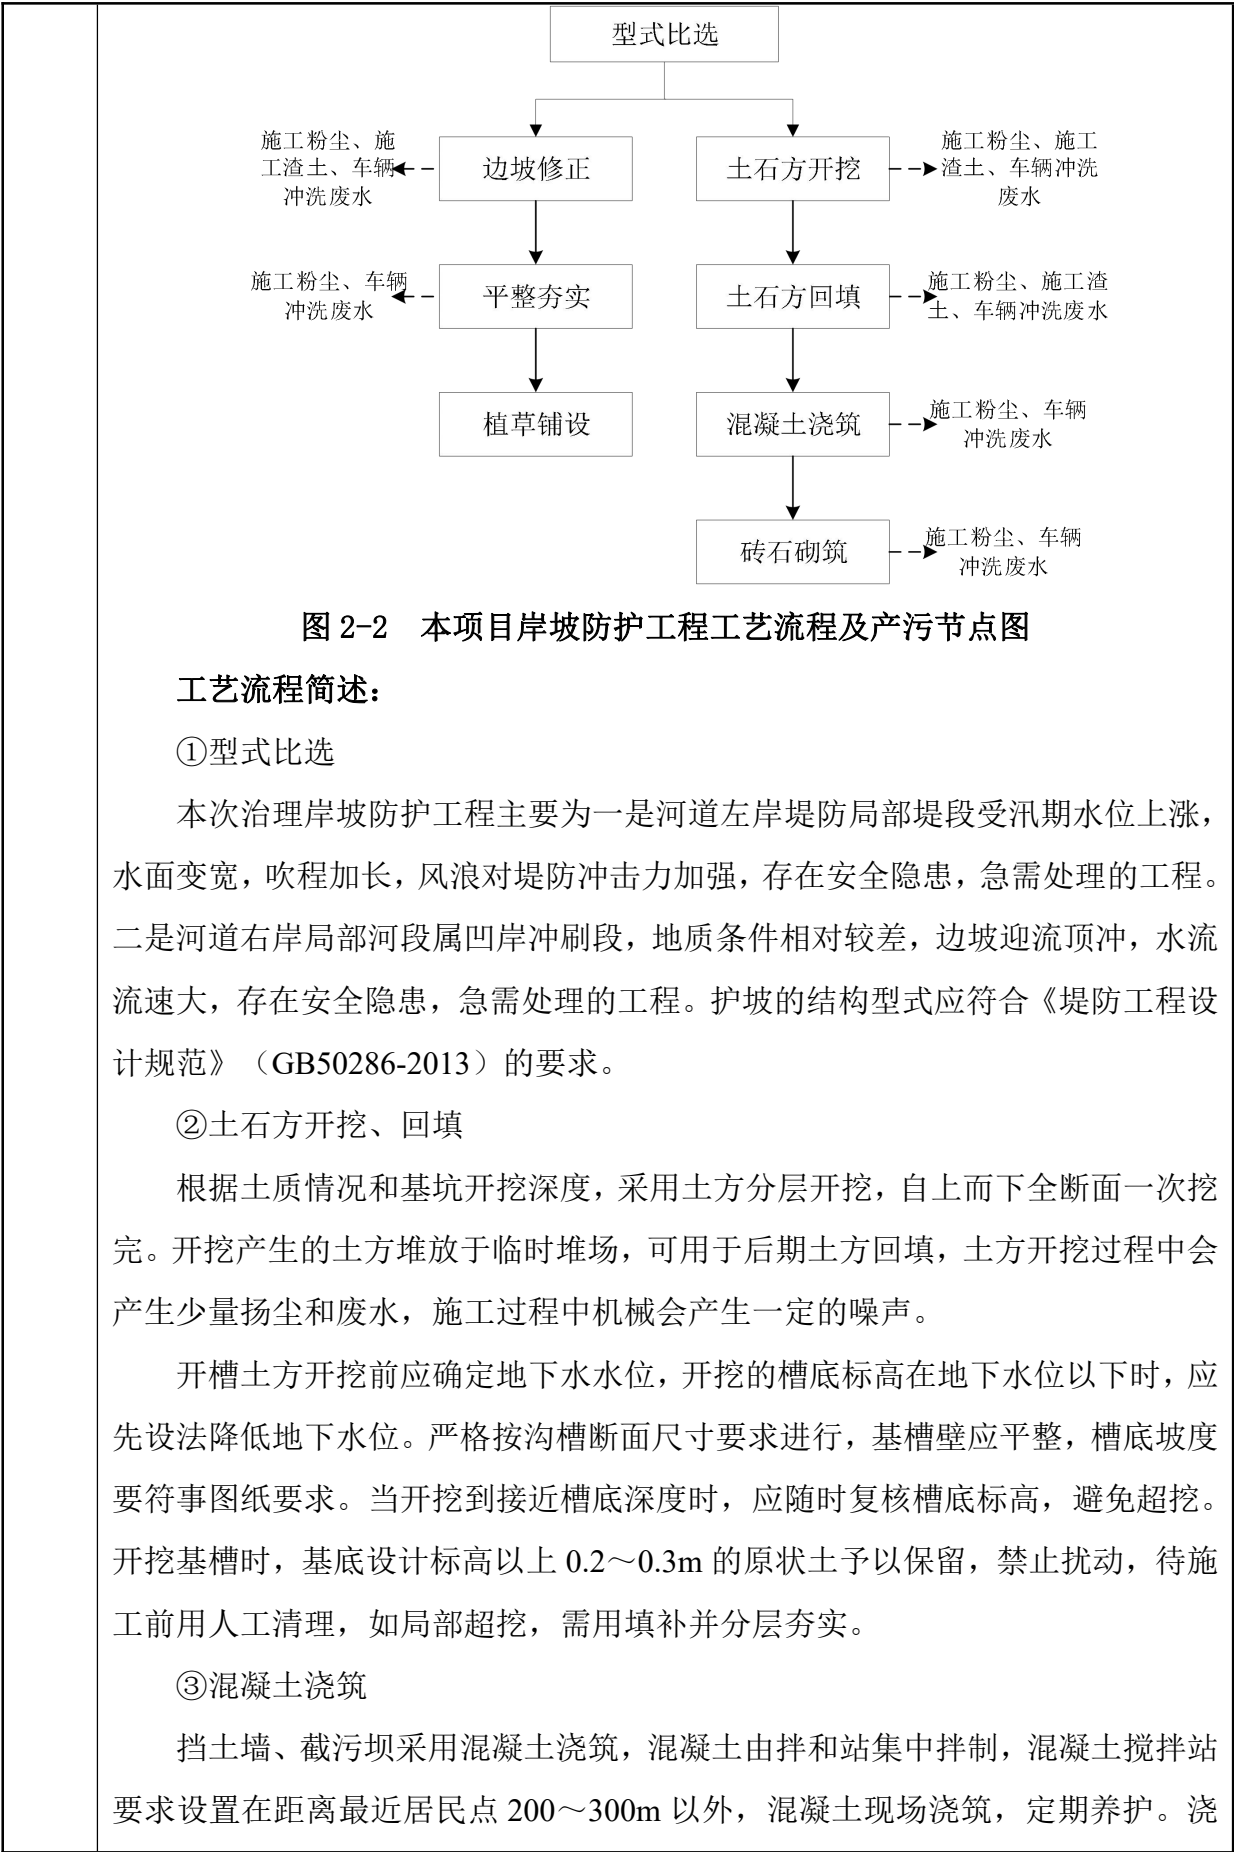 型式比选
施工粉尘、施
工渣土、车辆
冲洗废水
边坡修正
土石方开挖
施工粉尘、施工
渣土、车辆冲洗
废水
施工粉尘、车辆
冲洗废水
平整夯实
土石方回填
施工粉尘、施工渣
土、车辆冲洗废水
植草铺设
混凝土浇筑
施工粉尘、车辆
冲洗废水
砖石砌筑
施工粉尘、车辆
冲洗废水
图 2-2 本项目岸坡防护工程工艺流程及产污节点图
工艺流程简述：
①型式比选
本次治理岸坡防护工程主要为一是河道左岸堤防局部堤段受汛期水位上涨，
水面变宽，吹程加长，风浪对堤防冲击力加强，存在安全隐患，急需处理的工程。
二是河道右岸局部河段属凹岸冲刷段，地质条件相对较差，边坡迎流顶冲，水流
流速大，存在安全隐患，急需处理的工程。护坡的结构型式应符合《堤防工程设
计规范》（GB50286-2013）的要求。
②土石方开挖、回填
根据土质情况和基坑开挖深度，采用土方分层开挖，自上而下全断面一次挖
完。开挖产生的土方堆放于临时堆场，可用于后期土方回填，土方开挖过程中会
产生少量扬尘和废水，施工过程中机械会产生一定的噪声。
开槽土方开挖前应确定地下水水位，开挖的槽底标高在地下水位以下时，应
先设法降低地下水位。严格按沟槽断面尺寸要求进行，基槽壁应平整，槽底坡度
要符事图纸要求。当开挖到接近槽底深度时，应随时复核槽底标高，避免超挖。
开挖基槽时，基底设计标高以上 0.2～0.3m 的原状土予以保留，禁止扰动，待施
工前用人工清理，如局部超挖，需用填补并分层夯实。
③混凝土浇筑
挡土墙、截污坝采用混凝土浇筑，混凝土由拌和站集中拌制，混凝土搅拌站
要求设置在距离最近居民点 200～300m 以外，混凝土现场浇筑，定期养护。浇